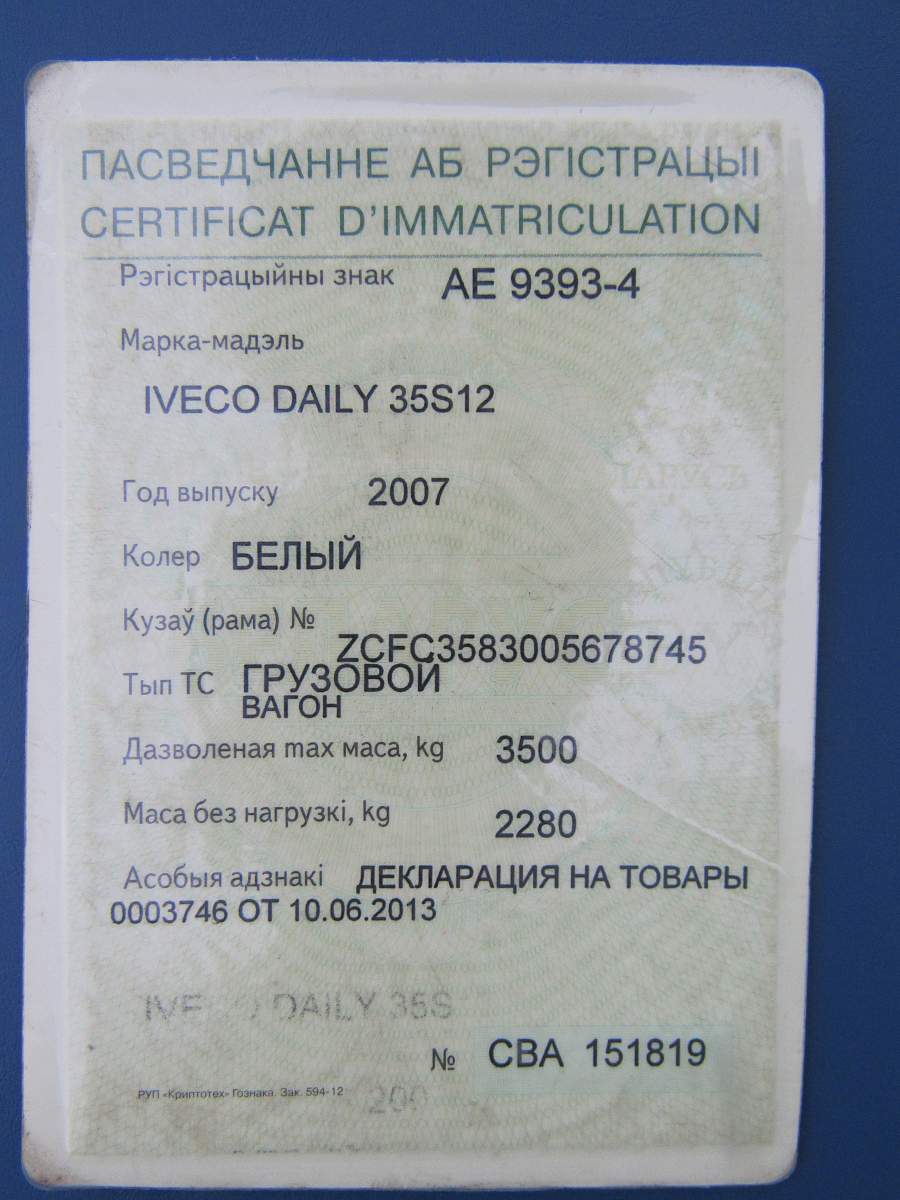 ПАСВЕДЧАННЕ АБ РЭГІСТРАЦЫІ
CERTIFICAT D'IMMATRICULATION
Рэгістрацыйны знак AE 9393-4
Марка-мадэль
IVECO DAILY 35S12
Год выпуску 2007
Колер БЕЛЫЙ
Кузаў (рама) №
ZCFC3583005678745
Тып ТС ГРУЗОВОЙ
ВАГОН
Дазволеная max маса, kg 3500
Маса без нагрузкі, kg 2280
Асобыя адзнакі ДЕКЛАРАЦИЯ НА ТОВАРЫ
0003746 ОТ 10.06.2013
DAILY 35S
№ CBA 151819
РУП «Криптотех» Гознака. Зак. 594-12